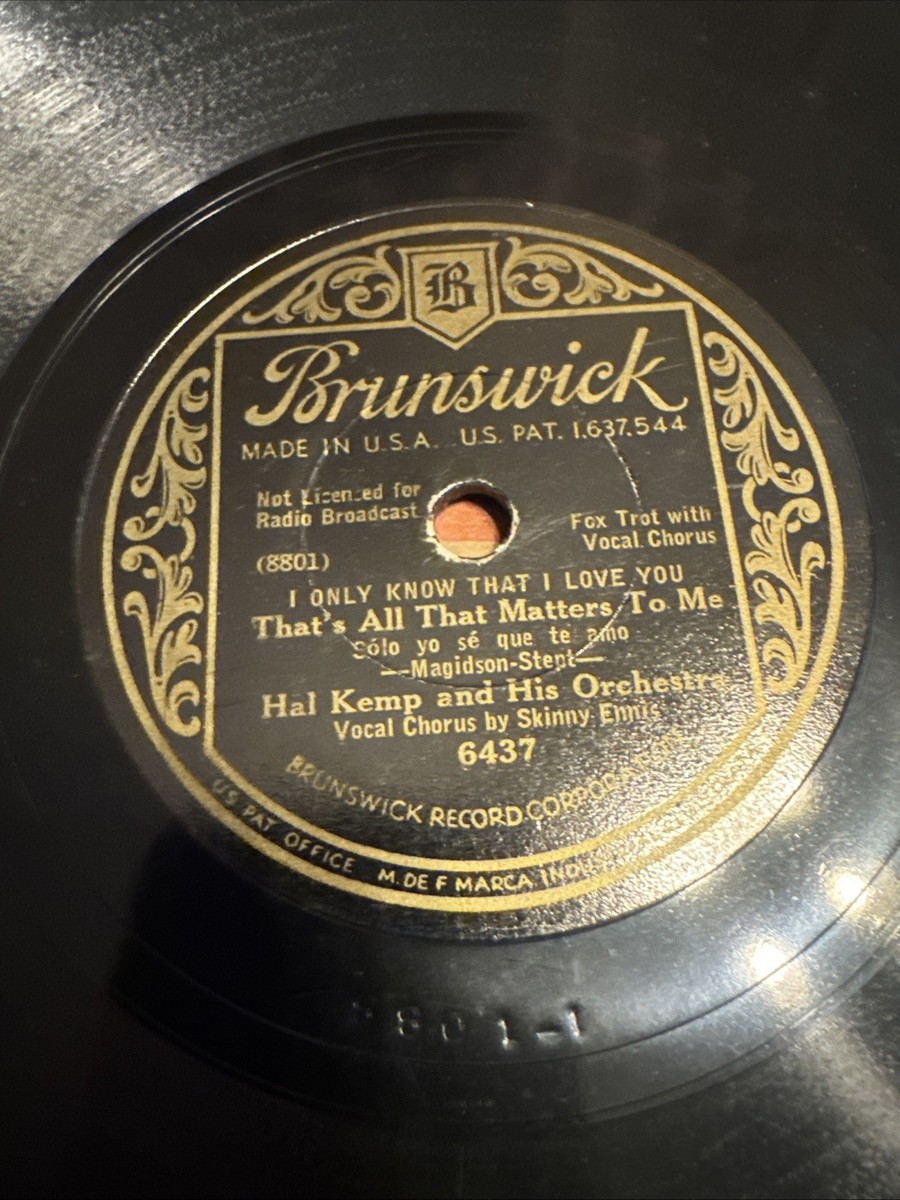 B
Brunswick
MADE IN U.S.A. U.S. PAT. 1.637.544
Not Licensed for
Radio Broadcast
Fox Trot with
Vocal Chorus
(8801)
I ONLY KNOW THAT I LOVE YOU
That's All That Matters To Me
Sólo yo sé que te amo
—Magidson-Stept—
Hal Kemp and His Orchestra
Vocal Chorus by Skinny Ennis
6437
BRUNSWICK RECORD CORPORATION
US PAT OFFICE M. DE F MARCA
8801-1